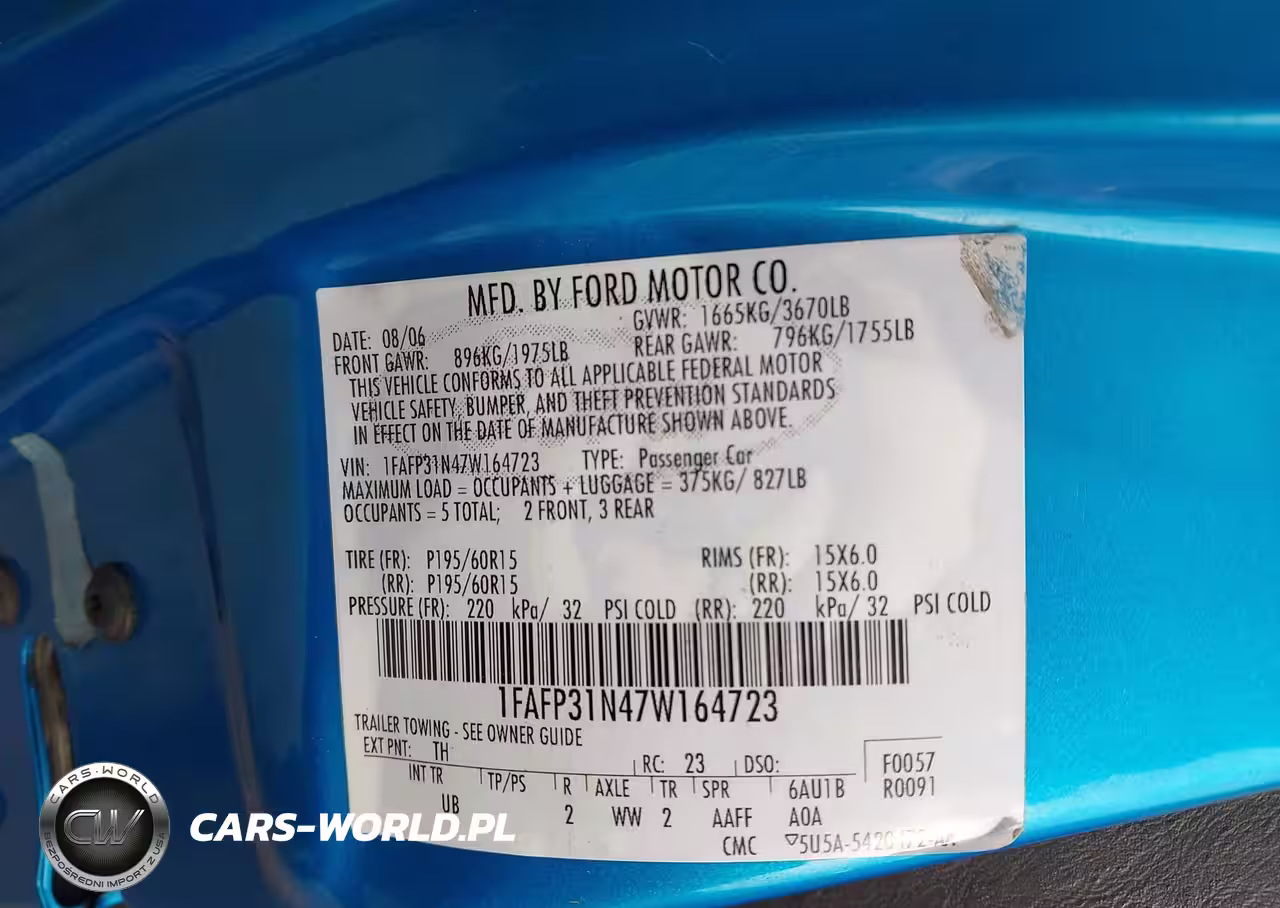 MFD. BY FORD MOTOR CO.
DATE: 08/06 GVWR: 1665KG/3670LB
FRONT GAWR: 896KG/1975LB REAR GAWR: 796KG/1755LB
THIS VEHICLE CONFORMS TO ALL APPLICABLE FEDERAL MOTOR
VEHICLE SAFETY, BUMPER, AND THEFT PREVENTION STANDARDS
IN EFFECT ON THE DATE OF MANUFACTURE SHOWN ABOVE.
VIN: 1FAFP31N47W164723 TYPE: Passenger Car
MAXIMUM LOAD = OCCUPANTS + LUGGAGE = 375KG/ 827LB
OCCUPANTS = 5 TOTAL; 2 FRONT, 3 REAR
TIRE (FR): P195/60R15 RIMS (FR): 15X6.0
(RR): P195/60R15 (RR): 15X6.0
PRESSURE (FR): 220 kPa/ 32 PSI COLD (RR): 220 kPa/ 32 PSI COLD
1FAFP31N47W164723
TRAILER TOWING - SEE OWNER GUIDE
EXT PNT: TH RC: 23 DSO: F0057
INT TR TP/PS R AXLE TR SPR 6AU1B R0091
UB 2 WW 2 AAFF AOA
CMC
CARS-WORLD
CW
BEZPOŚREDNI IMPORT Z USA
CARS-WORLD.PL